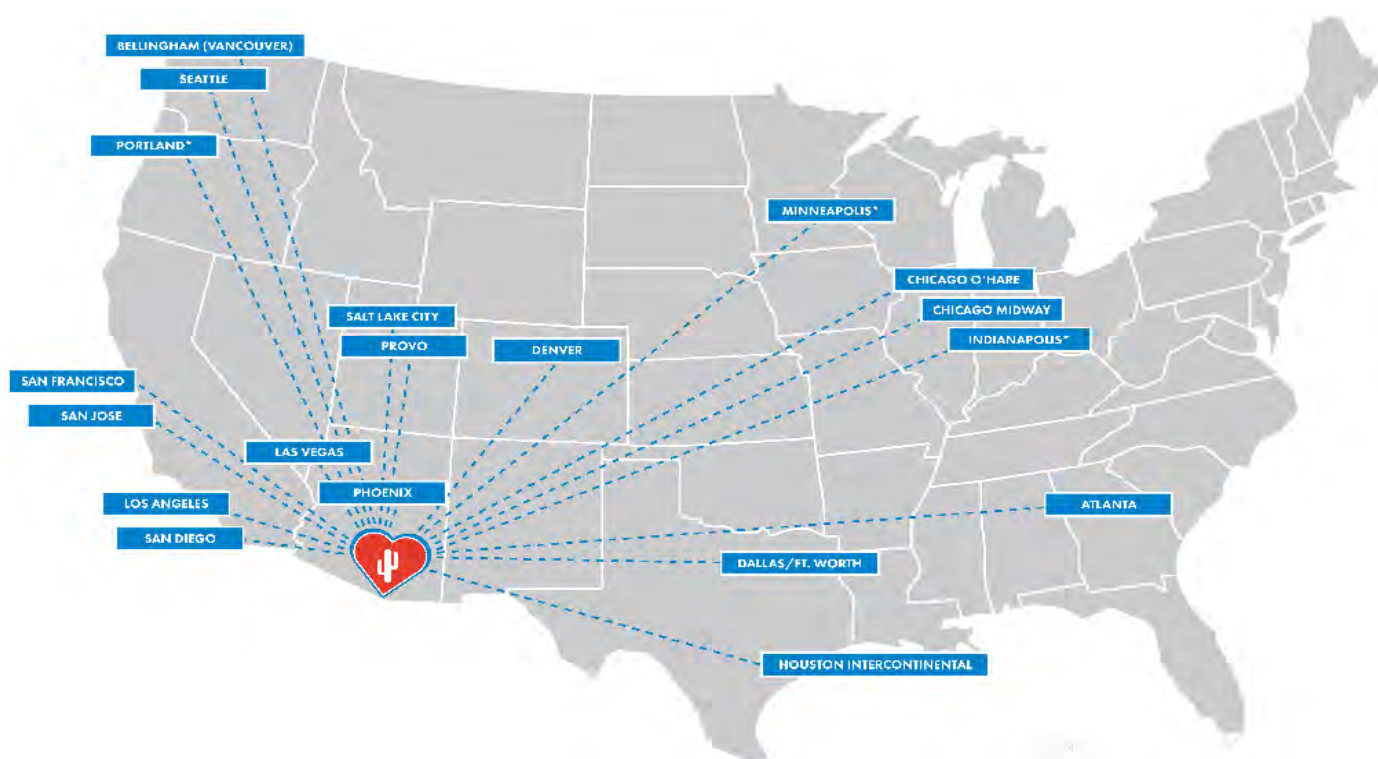 BELLINGHAM (VANCOUVER)
SEATTLE
PORTLAND*
MINNEAPOLIS*
CHICAGO O'HARE
CHICAGO MIDWAY
SALT LAKE CITY
INDIANAPOLIS*
PROVO
DENVER
SAN FRANCISCO
SAN JOSE
LAS VEGAS
PHOENIX
LOS ANGELES
ATLANTA
SAN DIEGO
DALLAS/FT. WORTH
HOUSTON INTERCONTINENTAL